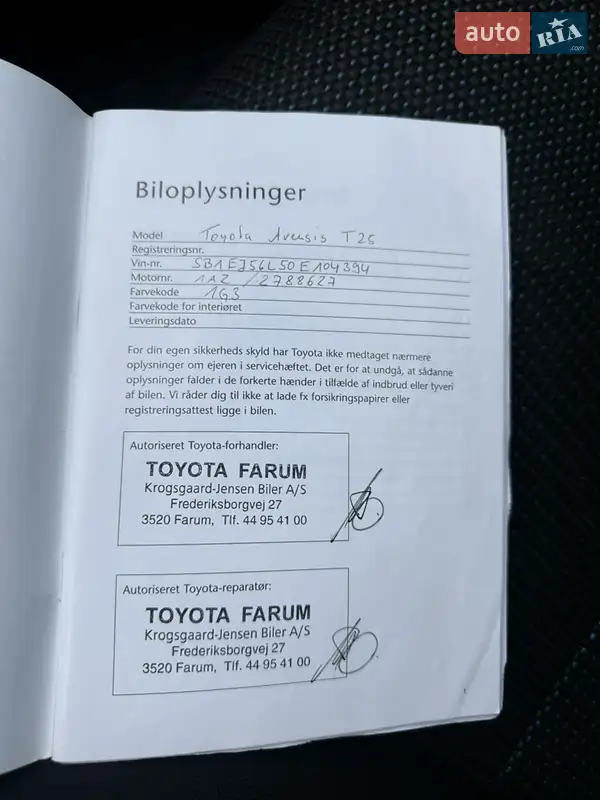 auto RIA .com
Biloplysninger
Model Toyota Avensis T25
Registreringsnr.
Vin-nr. SB1EJ56L50E104394
Motornr. 1AZ / 2788627
Farvekode 1G3
Farvekode for interiøret
Leveringsdato
For din egen sikkerheds skyld har Toyota ikke medtaget nærmere
oplysninger om ejeren i servicehæftet. Det er for at undgå, at sådanne
oplysninger falder i de forkerte hænder i tilfælde af indbrud eller tyveri
af bilen. Vi råder dig til ikke at lade fx forsikringspapirer eller
registreringsattest ligge i bilen.
Autoriseret Toyota-forhandler:
TOYOTA FARUM
Krogsgaard-Jensen Biler A/S
Frederiksborgvej 27
3520 Farum, Tlf. 44 95 41 00
Autoriseret Toyota-reparatør:
TOYOTA FARUM
Krogsgaard-Jensen Biler A/S
Frederiksborgvej 27
3520 Farum, Tlf. 44 95 41 00